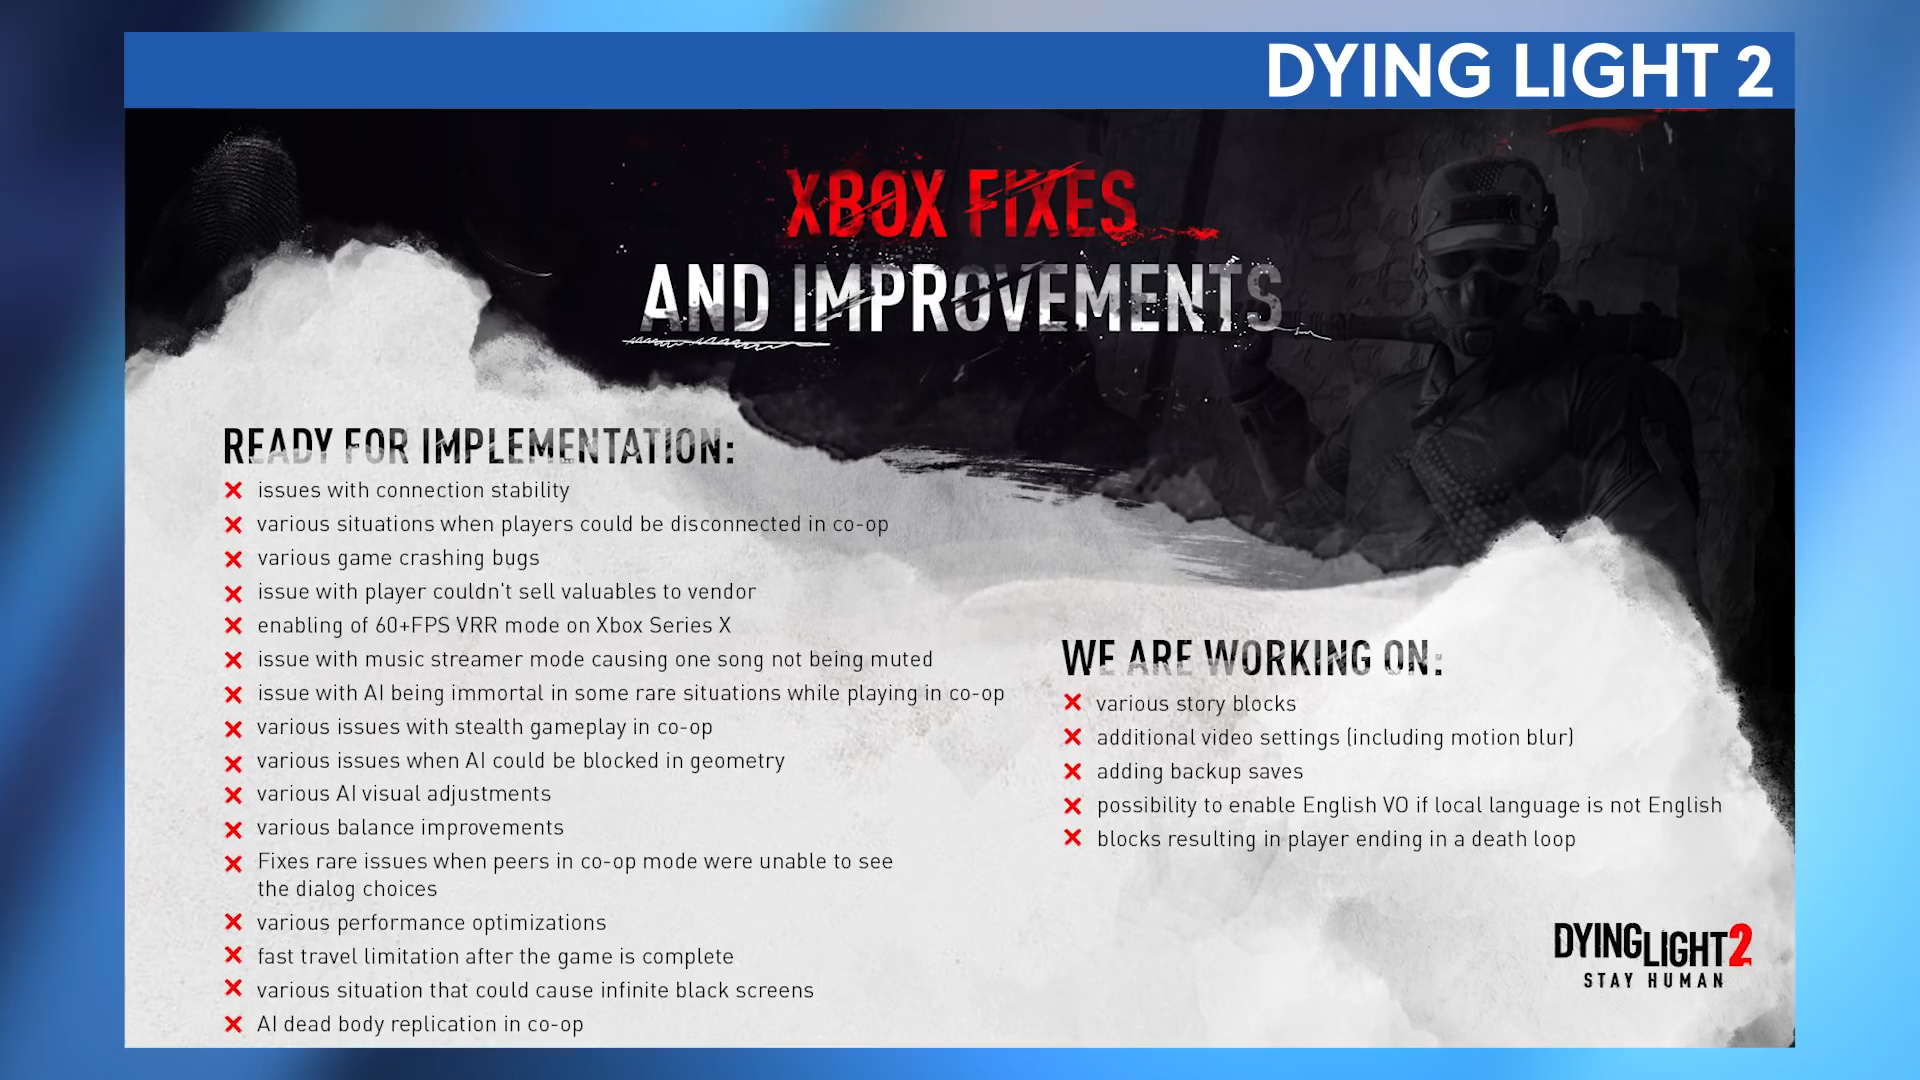 DYING LIGHT 2
XBOX FIXES
AND IMPROVEMENTS
READY FOR IMPLEMENTATION:
issues with connection stability
various situations when players could be disconnected in co-op
various game crashing bugs
issue with player couldn't sell valuables to vendor
enabling of 60+FPS VRR mode on Xbox Series X
issue with music streamer mode causing one song not being muted
issue with AI being immortal in some rare situations while playing in co-op
various issues with stealth gameplay in co-op
various issues when AI could be blocked in geometry
various AI visual adjustments
various balance improvements
Fixes rare issues when peers in co-op mode were unable to see
the dialog choices
various performance optimizations
fast travel limitation after the game is complete
various situation that could cause infinite black screens
AI dead body replication in co-op
WE ARE WORKING ON:
various story blocks
additional video settings (including motion blur)
adding backup saves
possibility to enable English VO if local language is not English
blocks resulting in player ending in a death loop
DYING LIGHT 2
STAY HUMAN